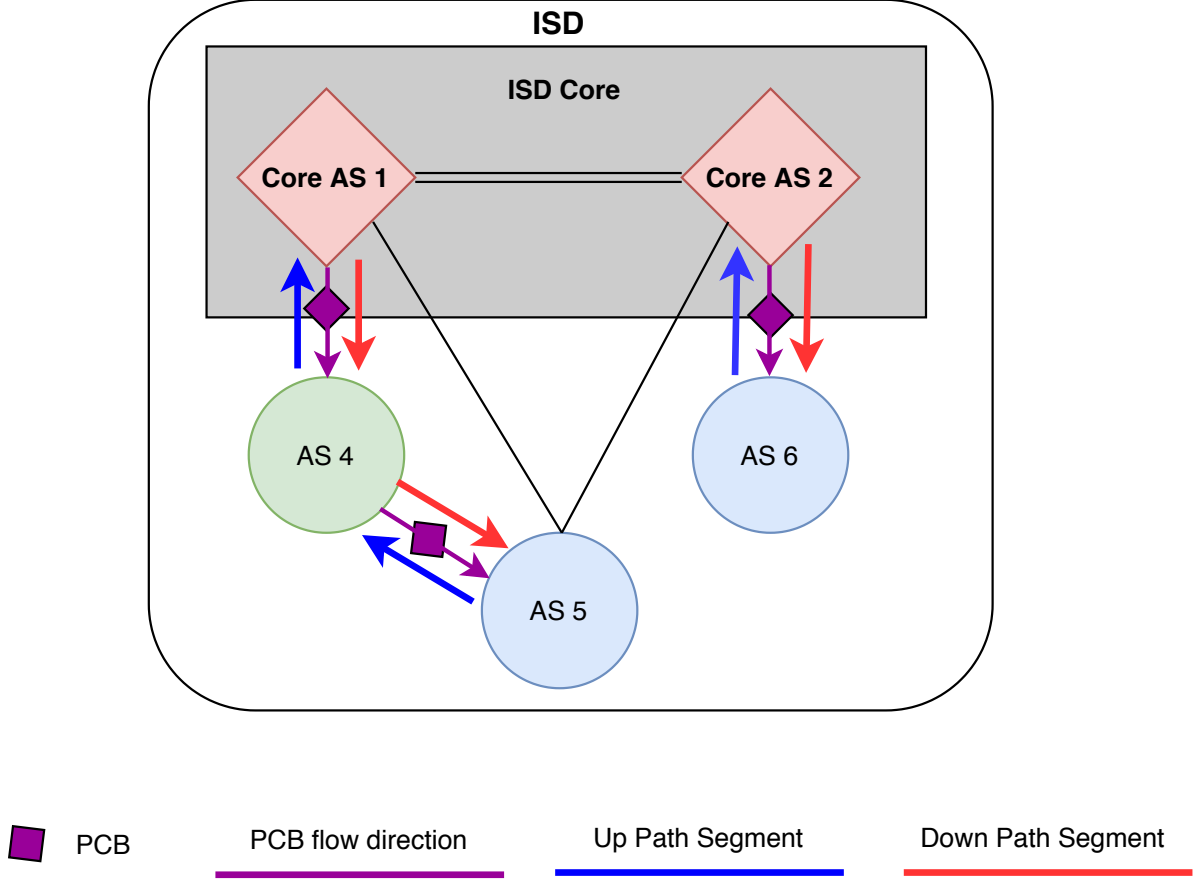 ISD
ISD Core
Core AS 1
Core AS 2
AS 4
AS 6
AS 5
PCB
PCB flow direction
Up Path Segment
Down Path Segment